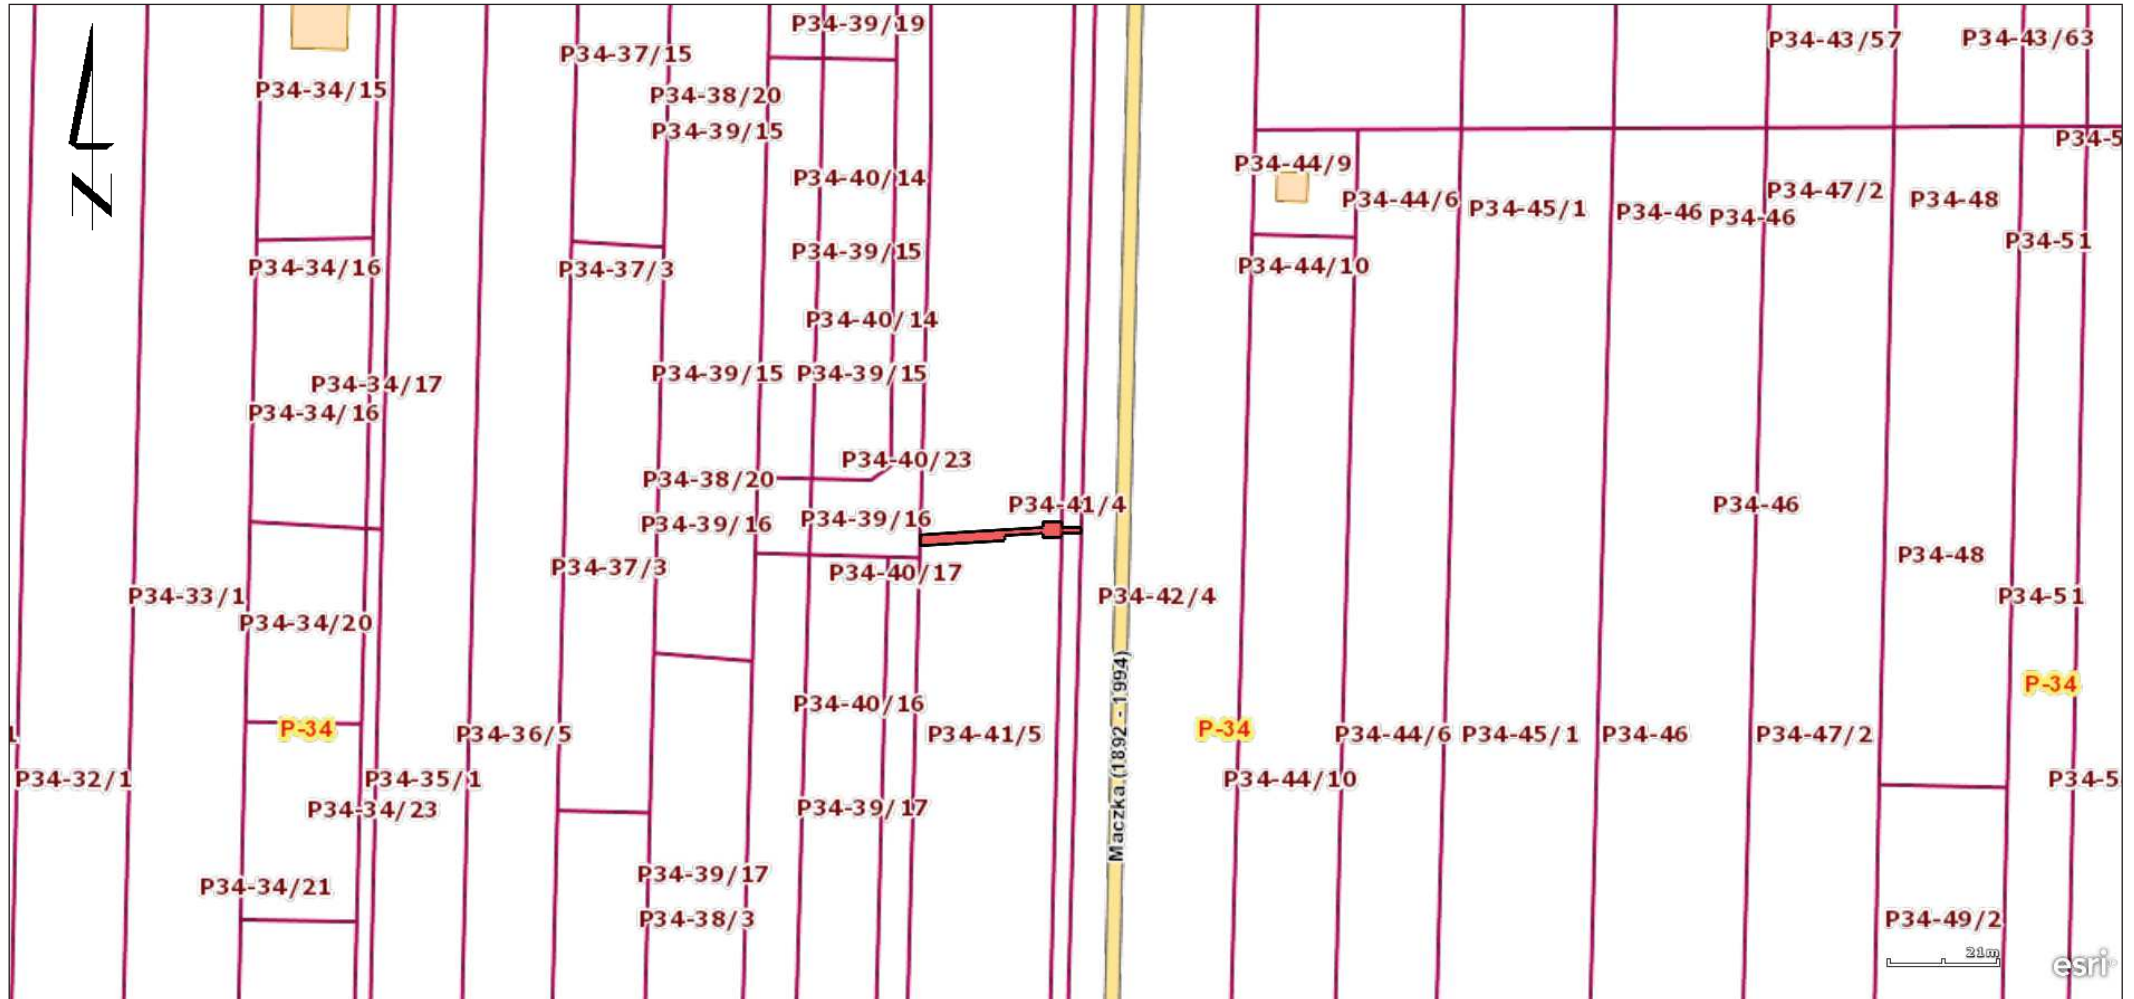 P34-39/19
P34-43/57
P34-43/63
P34-37/15
P34-34/15
P34-38/20
P34-39/15
P34-5
P34-44/9
P34-40/14
P34-47/2
P34-44/6
P34-45/1
P34-46
P34-46
P34-48
N
P34-51
P34-39/15
P34-34/16
P34-37/3
P34-44/10
P34-40/14
P34-39/15
P34-39/15
P34-34/17
P34-34/16
P34-40/23
P34-38/20
P34-41/4
P34-46
P34-39/16
P34-39/16
P34-48
P34-37/3
P34-40/17
P34-33/1
P34-42/4
P34-51
P34-34/20
P-34
P34-40/16
P-34
P-34
1
P34-36/5
P34-41/5
Maczka (1892 - 1994)
P34-44/6
P34-45/1
P34-46
P34-47/2
P34-32/1
P34-35/1
P34-44/10
P34-5
P34-34/23
P34-39/17
P34-39/17
P34-34/21
P34-38/3
P34-49/2
21m
esri